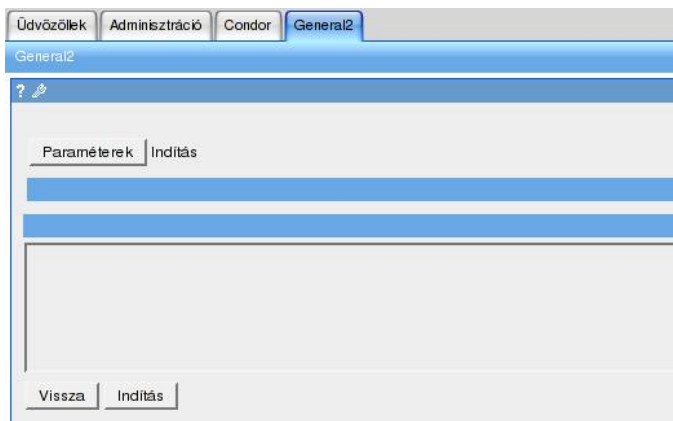 Üdvözöllek Adminisztráció Condor General2
General2
?
Paraméterek Indítás
Vissza Indítás